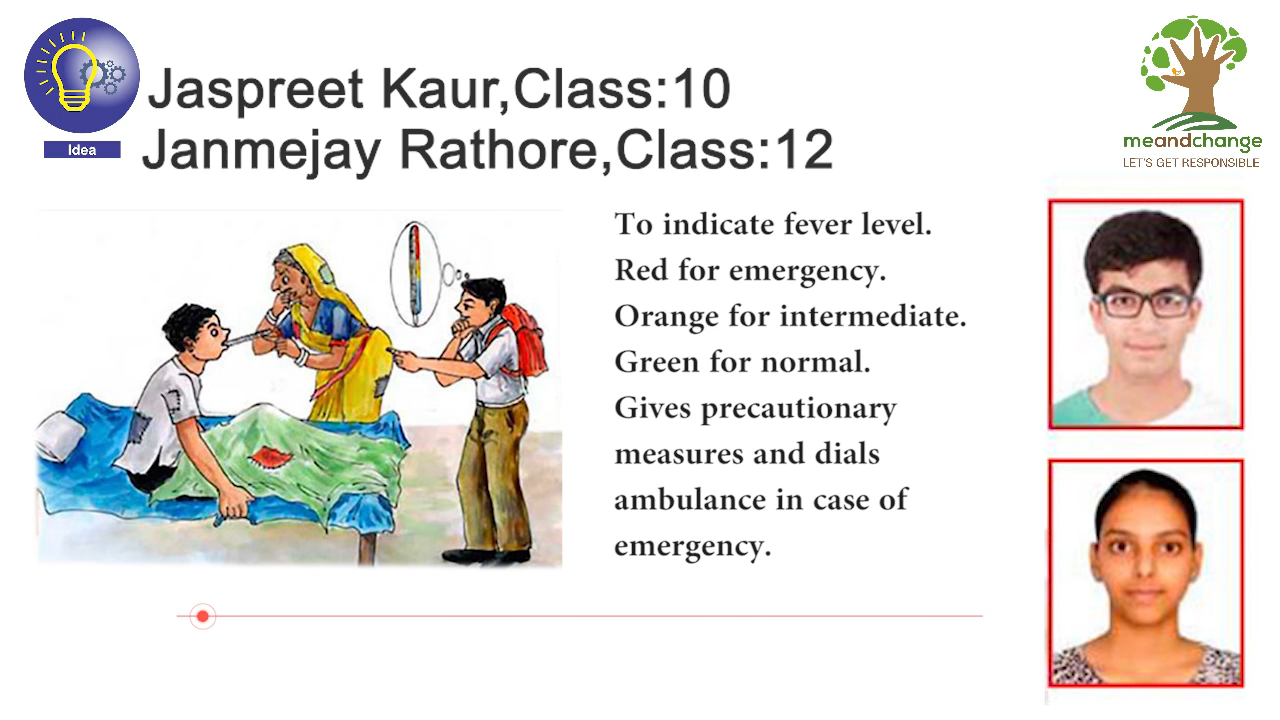 Jaspreet Kaur,Class:10
Janmejay Rathore,Class:12
Idea
meandchange
LET'S GET RESPONSIBLE
To indicate fever level.
Red for emergency.
Orange for intermediate.
Green for normal.
Gives precautionary
measures and dials
ambulance in case of
emergency.